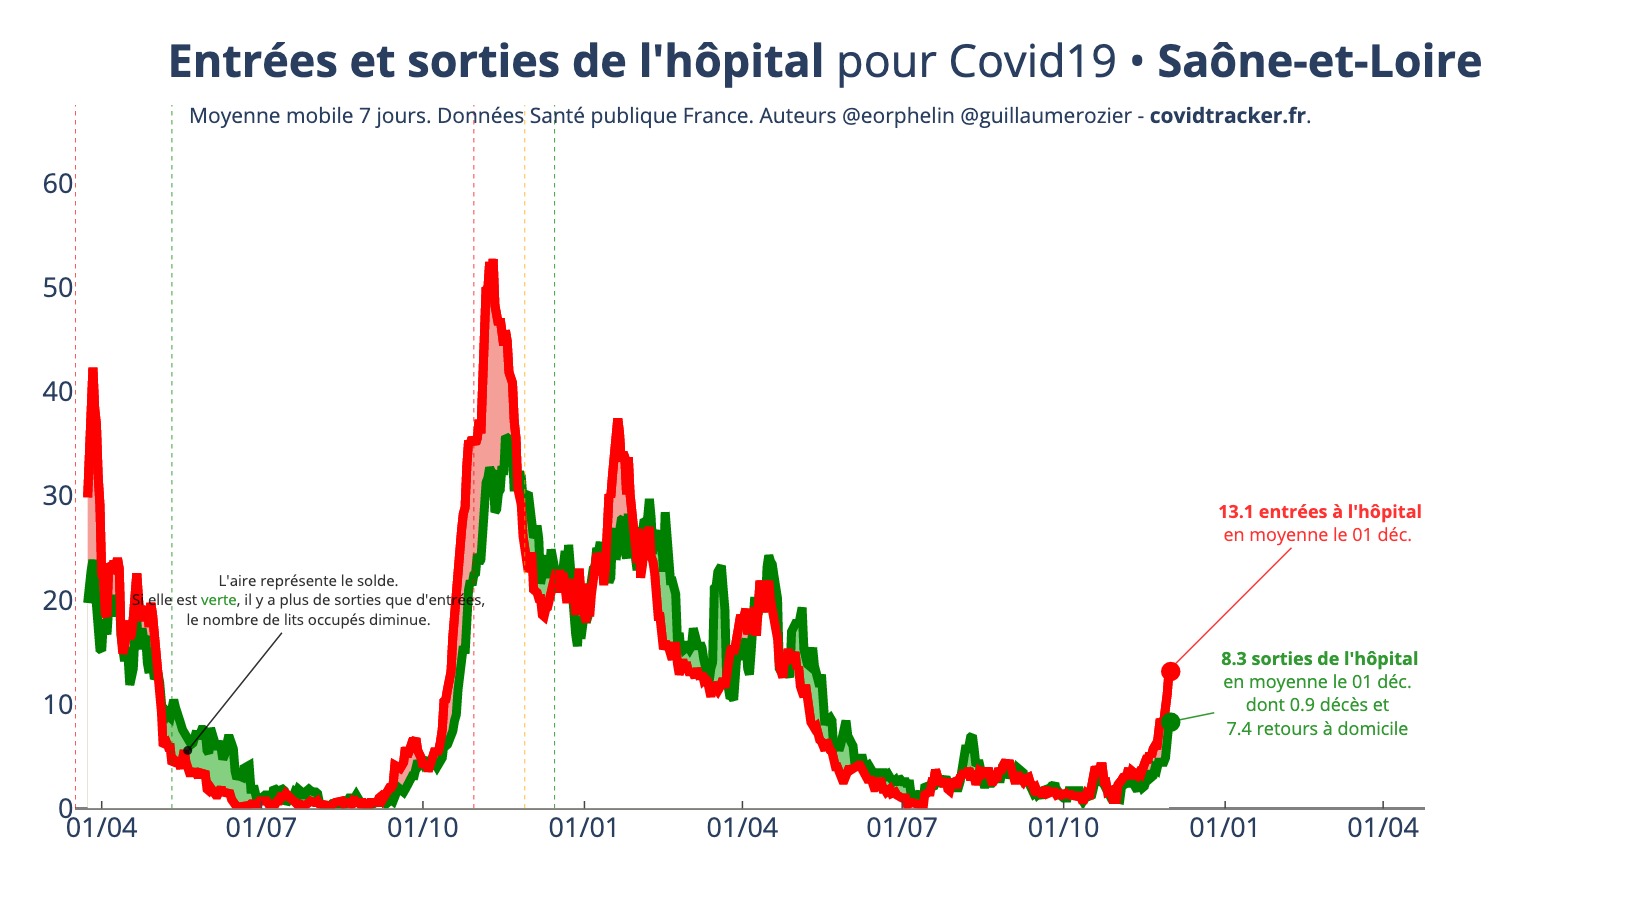 Entrées et sorties de l'hôpital pour Covid19 • Saône-et-Loire
Moyenne mobile 7 jours. Données Santé publique France. Auteurs @eorphelin @guillaumerozier - covidtracker.fr.
60
50
40
30
20
10
0
L'aire représente le solde.
Si elle est verte, il y a plus de sorties que d'entrées,
le nombre de lits occupés diminue.
13.1 entrées à l'hôpital
en moyenne le 01 déc.
8.3 sorties de l'hôpital
en moyenne le 01 déc.
dont 0.9 décès et
7.4 retours à domicile
01/04 01/07 01/10 01/01 01/04 01/07 01/10 01/01 01/04